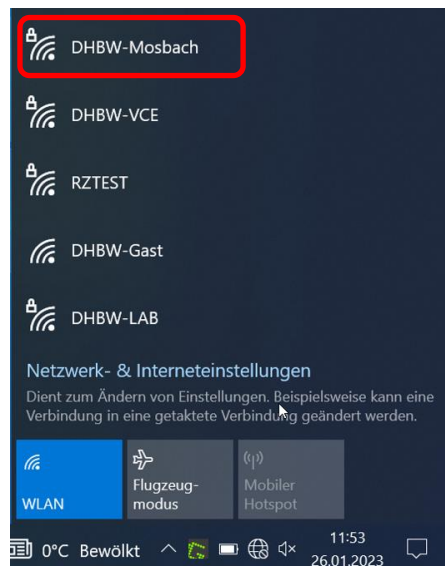 DHBW-Mosbach
DHBW-VCE
RZTEST
DHBW-Gast
DHBW-LAB
Netzwerk- & Interneteinstellungen
Dient zum Ändern von Einstellungen. Beispielsweise kann eine
Verbindung in eine getaktete Verbindung geändert werden.
WLAN
Flugzeug-
modus
Mobiler
Hotspot
0°C Bewölkt
11:53
26.01.2023